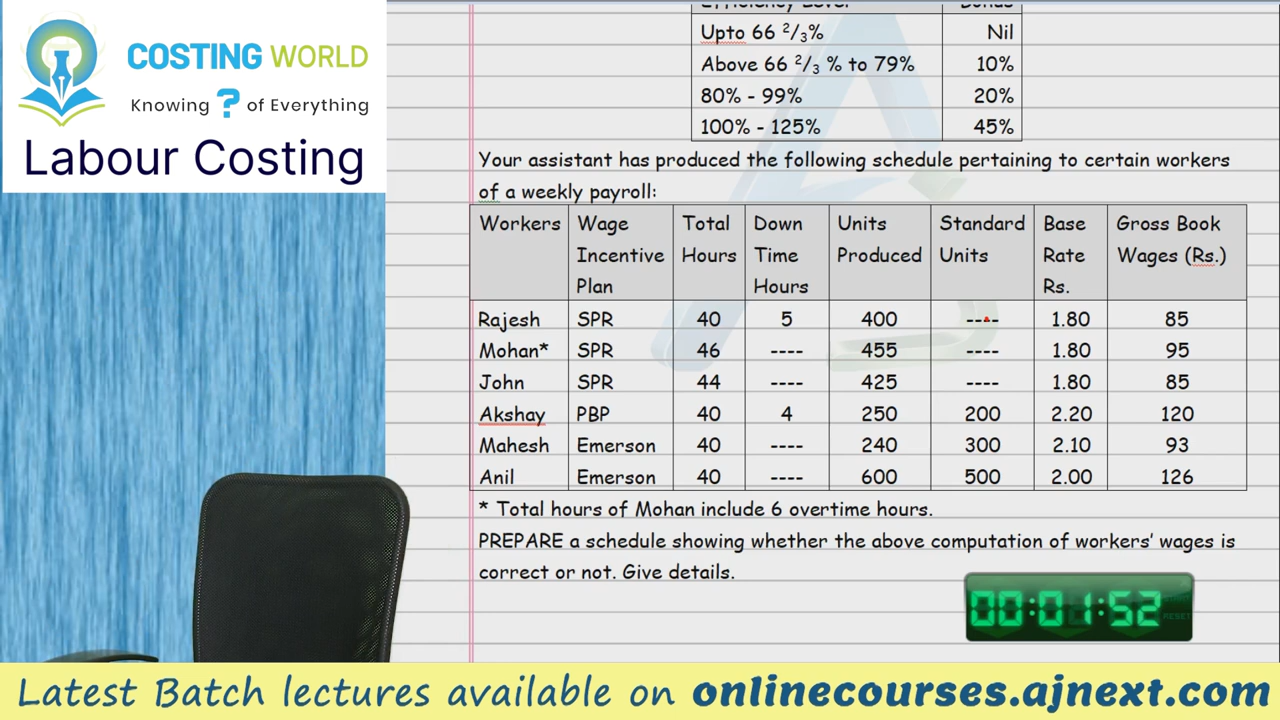 COSTING WORLD
Knowing ? of Everything
Labour Costing
Efficiency Level Bonus
Upto 66 2/3% Nil
Above 66 2/3 % to 79% 10%
80% - 99% 20%
100% - 125% 45%
Your assistant has produced the following schedule pertaining to certain workers
of a weekly payroll:
Workers Wage Incentive Plan Total Hours Down Time Hours Units Produced Standard Units Base Rate Rs. Gross Book Wages (Rs.)
Rajesh SPR 40 5 400 ---- 1.80 85
Mohan* SPR 46 ---- 455 ---- 1.80 95
John SPR 44 ---- 425 ---- 1.80 85
Akshay PBP 40 4 250 200 2.20 120
Mahesh Emerson 40 ---- 240 300 2.10 93
Anil Emerson 40 ---- 600 500 2.00 126
* Total hours of Mohan include 6 overtime hours.
PREPARE a schedule showing whether the above computation of workers' wages is
correct or not. Give details.
00:01:52
Latest Batch lectures available on onlinecourses.ajnext.com